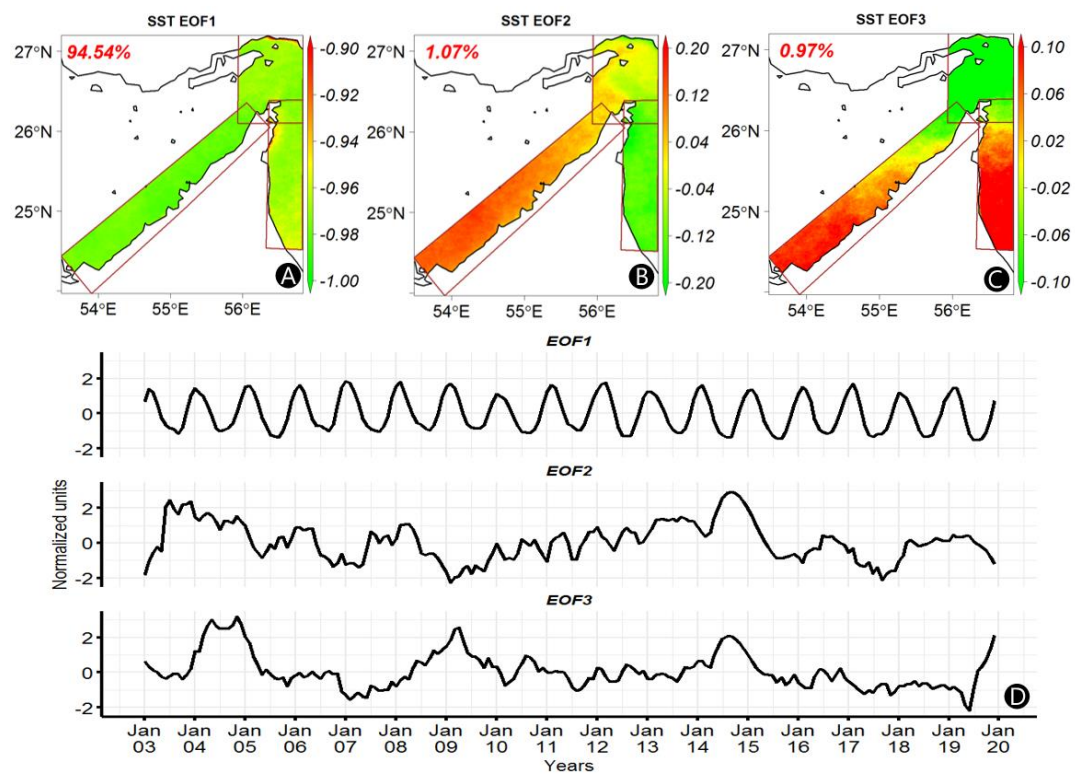 SST EOF1 SST EOF2 SST EOF3
94.54% 1.07% 0.97%
27°N 27°N 27°N
26°N 26°N 26°N
25°N 25°N 25°N
54°E 55°E 56°E 54°E 55°E 56°E 54°E 55°E 56°E
-0.90
-0.92
-0.94
-0.96
-0.98
-1.00
0.20
0.12
0.04
-0.04
-0.12
-0.20
0.10
0.06
0.02
-0.02
-0.06
-0.10
A B C
EOF1
2
0
-2
EOF2
2
0
-2
EOF3
2
0
-2
Normalized units
D
Jan Jan Jan Jan Jan Jan Jan Jan Jan Jan Jan Jan Jan Jan Jan Jan Jan Jan
03 04 05 06 07 08 09 10 11 12 13 14 15 16 17 18 19 20
Years